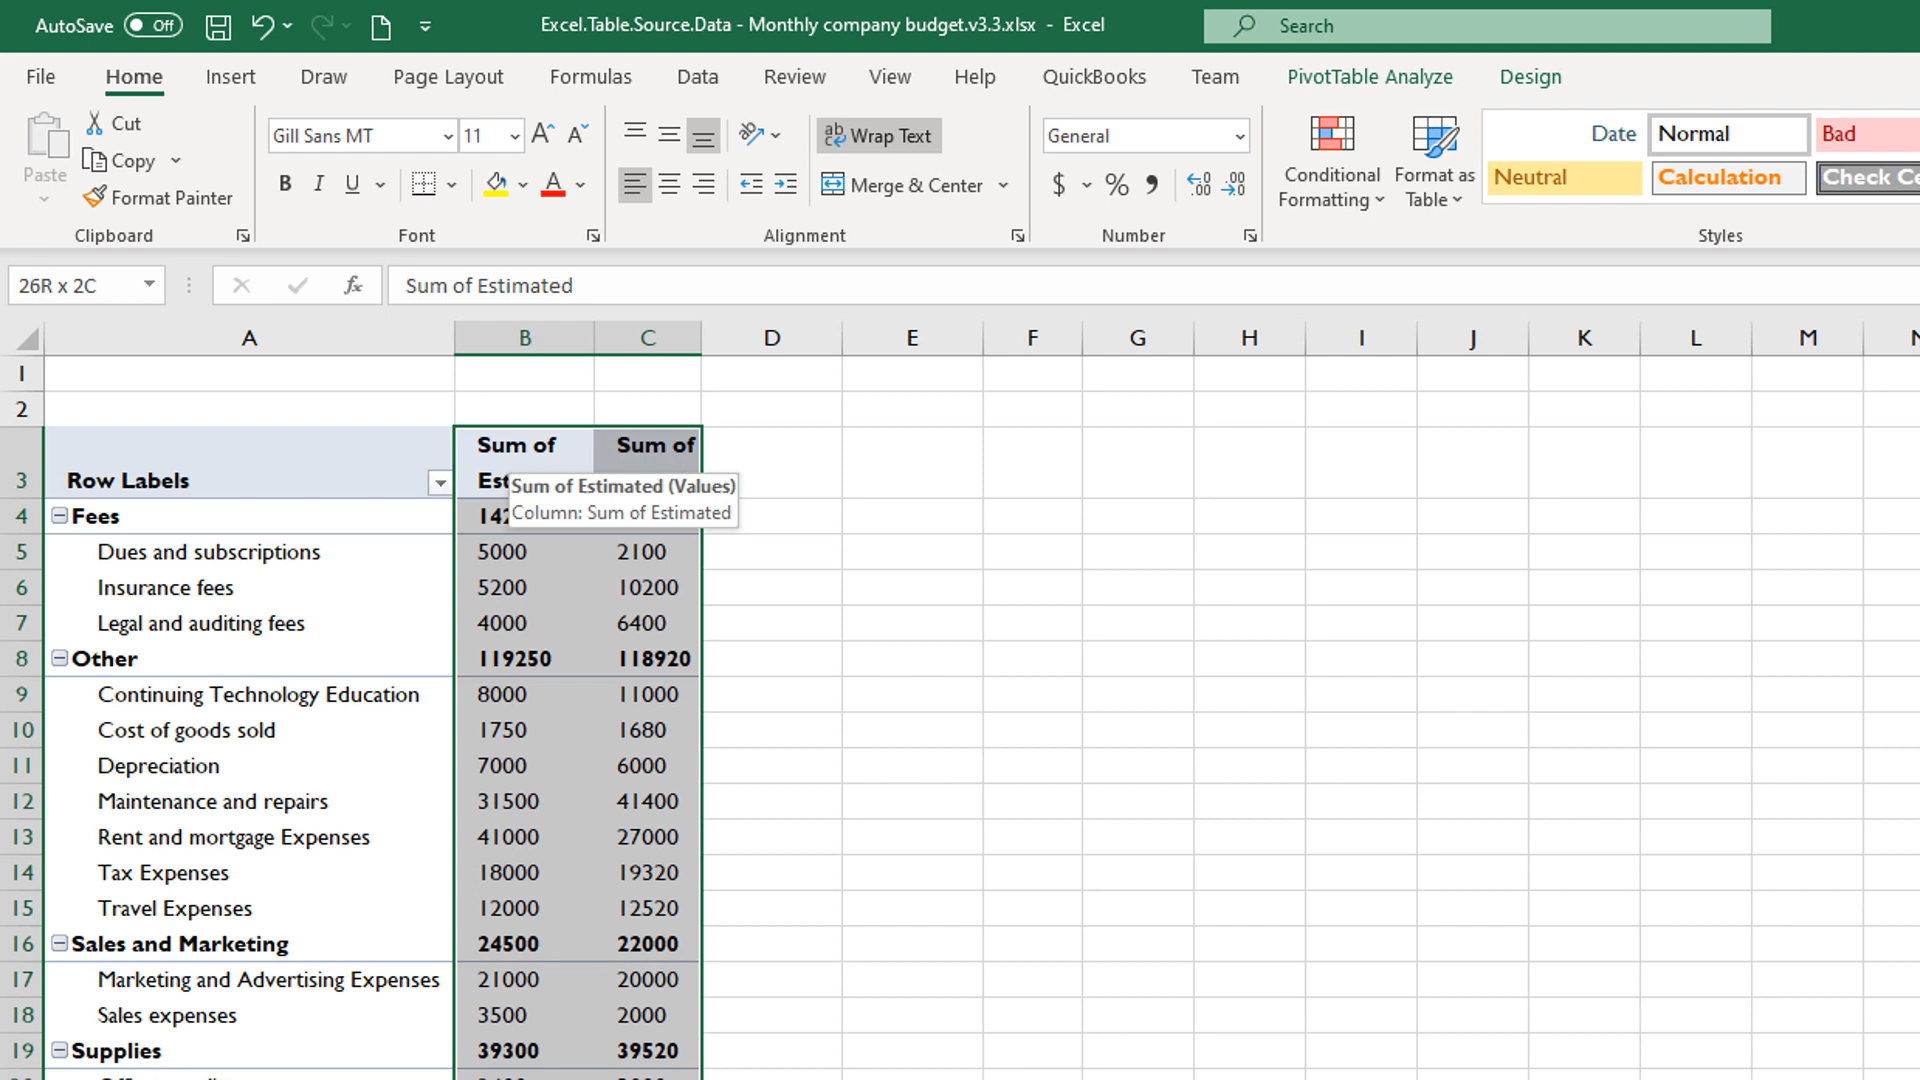 AutoSave Off
Excel.Table.Source.Data - Monthly company budget.v3.3.xlsx - Excel
Search
File Home Insert Draw Page Layout Formulas Data Review View Help QuickBooks Team PivotTable Analyze Design
Paste
Cut
Copy
Format Painter
Clipboard
Gill Sans MT 11
B I U
Font
Wrap Text
Merge & Center
Alignment
General
$ % 9
Number
Conditional Formatting
Format as Table
Date Normal Bad
Neutral Calculation Check
Styles
26R x 2C fx Sum of Estimated
A B C D E F G H I J K L M N
1
2
3 Row Labels Sum of Sum of
Sum of Estimated (Values)
Column: Sum of Estimated
4 Fees
5 Dues and subscriptions 5000 2100
6 Insurance fees 5200 10200
7 Legal and auditing fees 4000 6400
8 Other 119250 118920
9 Continuing Technology Education 8000 11000
10 Cost of goods sold 1750 1680
11 Depreciation 7000 6000
12 Maintenance and repairs 31500 41400
13 Rent and mortgage Expenses 41000 27000
14 Tax Expenses 18000 19320
15 Travel Expenses 12000 12520
16 Sales and Marketing 24500 22000
17 Marketing and Advertising Expenses 21000 20000
18 Sales expenses 3500 2000
19 Supplies 39300 39520